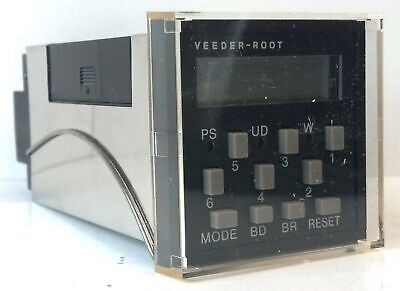 VEEDER-ROOT
PS UD W
5 3 1
6 4 2
MODE BD BR RESET